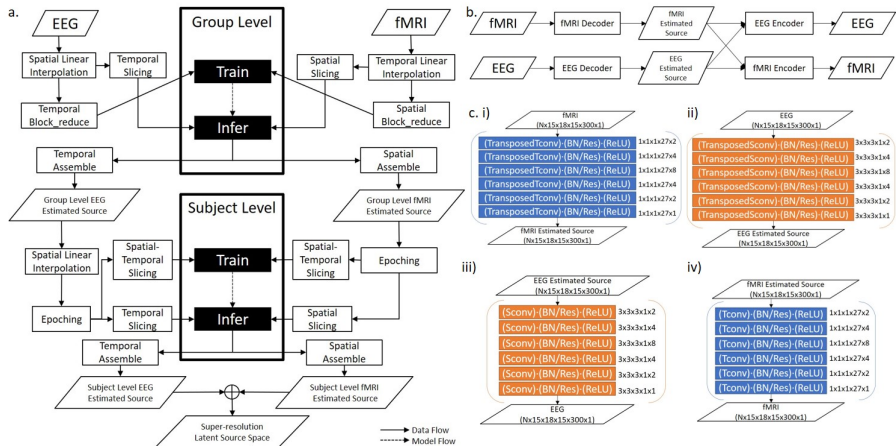 a.
EEG
Group Level
fMRI
Spatial Linear
Interpolation
Temporal
Slicing
Train
Spatial
Slicing
Temporal Linear
Interpolation
Temporal
Block_reduce
Spatial
Block_reduce
Infer
Temporal
Assemble
Spatial
Assemble
Group Level EEG
Estimated Source
Group Level fMRI
Estimated Source
Subject Level
Spatial Linear
Interpolation
Spatial-
Temporal
Slicing
Train
Spatial-
Temporal
Slicing
Epoching
Epoching
Temporal
Slicing
Infer
Spatial
Slicing
Temporal
Assemble
Spatial
Assemble
Subject Level EEG
Estimated Source
Subject Level fMRI
Estimated Source
Super-resolution
Latent Source Space
Data Flow
Model Flow
b.
fMRI
fMRI Decoder
fMRI
Estimated
Source
EEG Encoder
EEG
EEG
EEG Decoder
EEG
Estimated
Source
fMRI Encoder
fMRI
c. i)
fMRI
(Nx15x18x15x300x1)
(TransposedTconv)-(BN/Res)-(ReLU) 1x1x1x27x2
(TransposedTconv)-(BN/Res)-(ReLU) 1x1x1x27x4
(TransposedTconv)-(BN/Res)-(ReLU) 1x1x1x27x8
(TransposedTconv)-(BN/Res)-(ReLU) 1x1x1x27x4
(TransposedTconv)-(BN/Res)-(ReLU) 1x1x1x27x2
(TransposedTconv)-(BN/Res)-(ReLU) 1x1x1x27x1
fMRI Estimated Source
(Nx15x18x15x300x1)
ii)
EEG
(Nx15x18x15x300x1)
(TransposedSconv)-(BN/Res)-(ReLU) 3x3x3x1x2
(TransposedSconv)-(BN/Res)-(ReLU) 3x3x3x1x4
(TransposedSconv)-(BN/Res)-(ReLU) 3x3x3x1x8
(TransposedSconv)-(BN/Res)-(ReLU) 3x3x3x1x4
(TransposedSconv)-(BN/Res)-(ReLU) 3x3x3x1x2
(TransposedSconv)-(BN/Res)-(ReLU) 3x3x3x1x1
EEG Estimated Source
(Nx15x18x15x300x1)
iii)
EEG Estimated Source
(Nx15x18x15x300x1)
(Sconv)-(BN/Res)-(ReLU) 3x3x3x3x1x2
(Sconv)-(BN/Res)-(ReLU) 3x3x3x3x1x4
(Sconv)-(BN/Res)-(ReLU) 3x3x3x3x1x8
(Sconv)-(BN/Res)-(ReLU) 3x3x3x3x1x4
(Sconv)-(BN/Res)-(ReLU) 3x3x3x3x1x2
(Sconv)-(BN/Res)-(ReLU) 3x3x3x3x1x1
EEG
(Nx15x18x15x300x1)
iv)
fMRI Estimated Source
(Nx15x18x15x300x1)
(Tconv)-(BN/Res)-(ReLU) 1x1x1x27x2
(Tconv)-(BN/Res)-(ReLU) 1x1x1x27x4
(Tconv)-(BN/Res)-(ReLU) 1x1x1x27x8
(Tconv)-(BN/Res)-(ReLU) 1x1x1x27x4
(Tconv)-(BN/Res)-(ReLU) 1x1x1x27x2
(Tconv)-(BN/Res)-(ReLU) 1x1x1x27x1
fMRI
(Nx15x18x15x300x1)